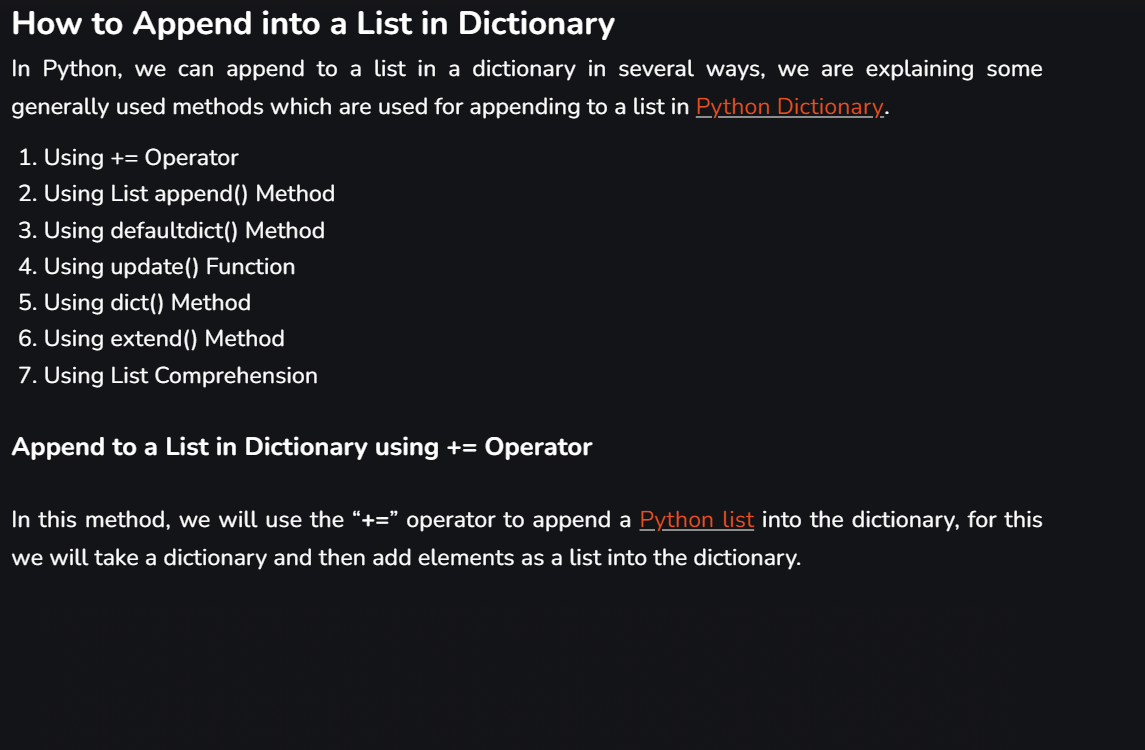 How to Append into a List in Dictionary
In Python, we can append to a list in a dictionary in several ways, we are explaining some
generally used methods which are used for appending to a list in Python Dictionary.
1. Using += Operator
2. Using List append() Method
3. Using defaultdict() Method
4. Using update() Function
5. Using dict() Method
6. Using extend() Method
7. Using List Comprehension
Append to a List in Dictionary using += Operator
In this method, we will use the “+=” operator to append a Python list into the dictionary, for this
we will take a dictionary and then add elements as a list into the dictionary.